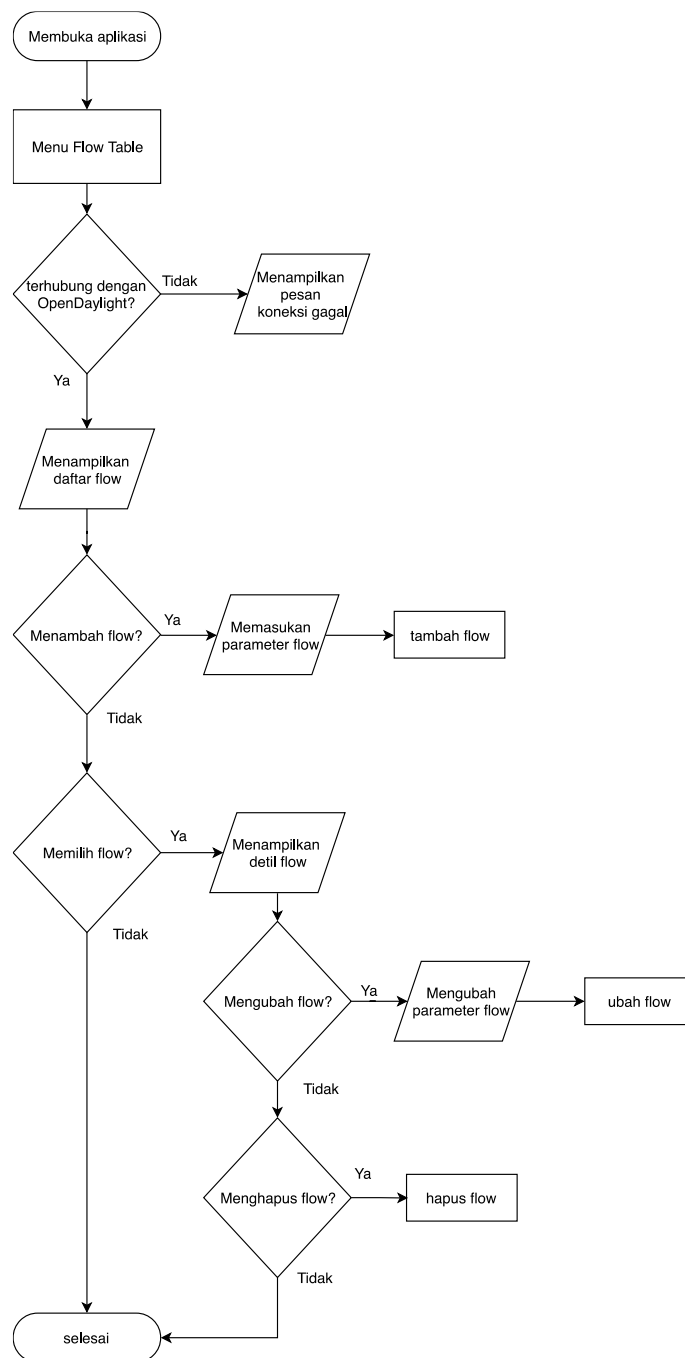 Membuka aplikasi
Menu Flow Table
terhubung dengan
OpenDaylight?
Tidak
Menampilkan
pesan
koneksi gagal
Ya
Menampilkan
daftar flow
Menambah flow?
Ya
Memasukan
parameter flow
tambah flow
Tidak
Memilih flow?
Ya
Menampilkan
detil flow
Tidak
Mengubah flow?
Ya
Mengubah
parameter flow
ubah flow
Tidak
Menghapus flow?
Ya
hapus flow
Tidak
selesai